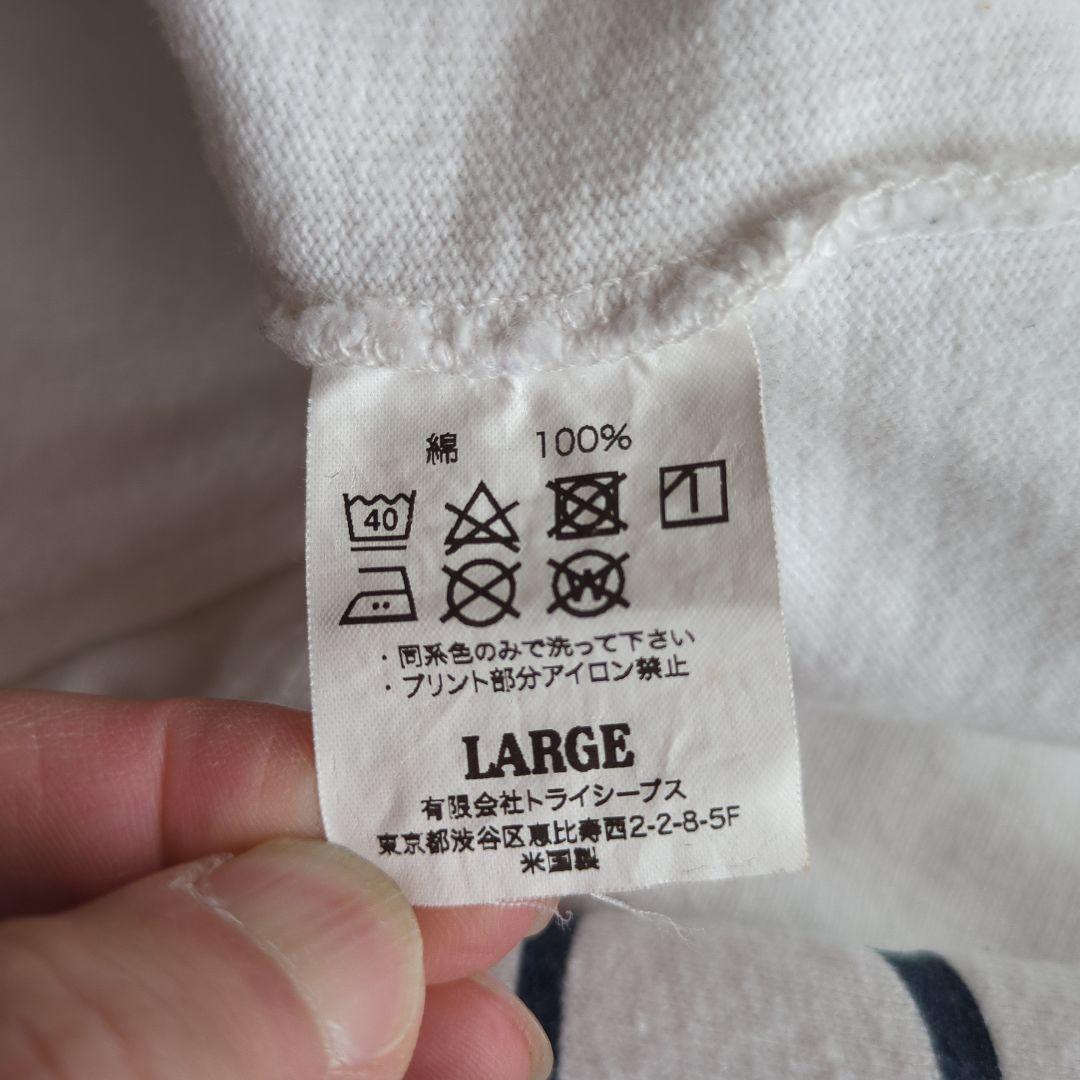 綿 100%
40
W
・同系色のみで洗って下さい
・プリント部分アイロン禁止
LARGE
有限会社トライシープス
東京都渋谷区恵比寿西2-2-8-5F
米国製